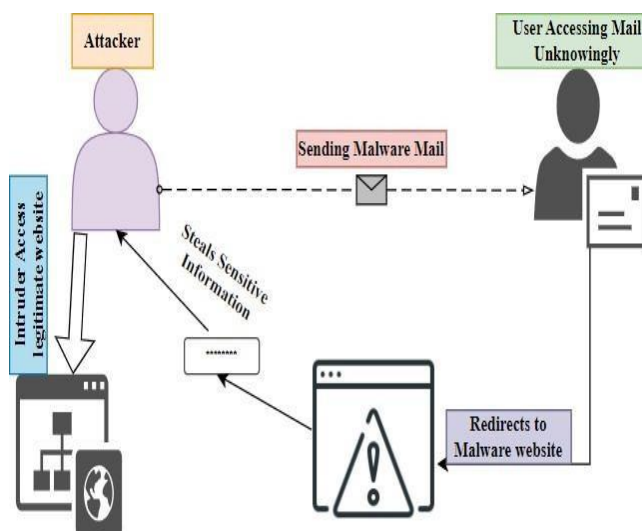 Attacker
User Accessing Mail
Unknowingly
Sending Malware Mail
Steals Sensitive
Information
Intruder Access
legitimate website
********
Redirects to
Malware website